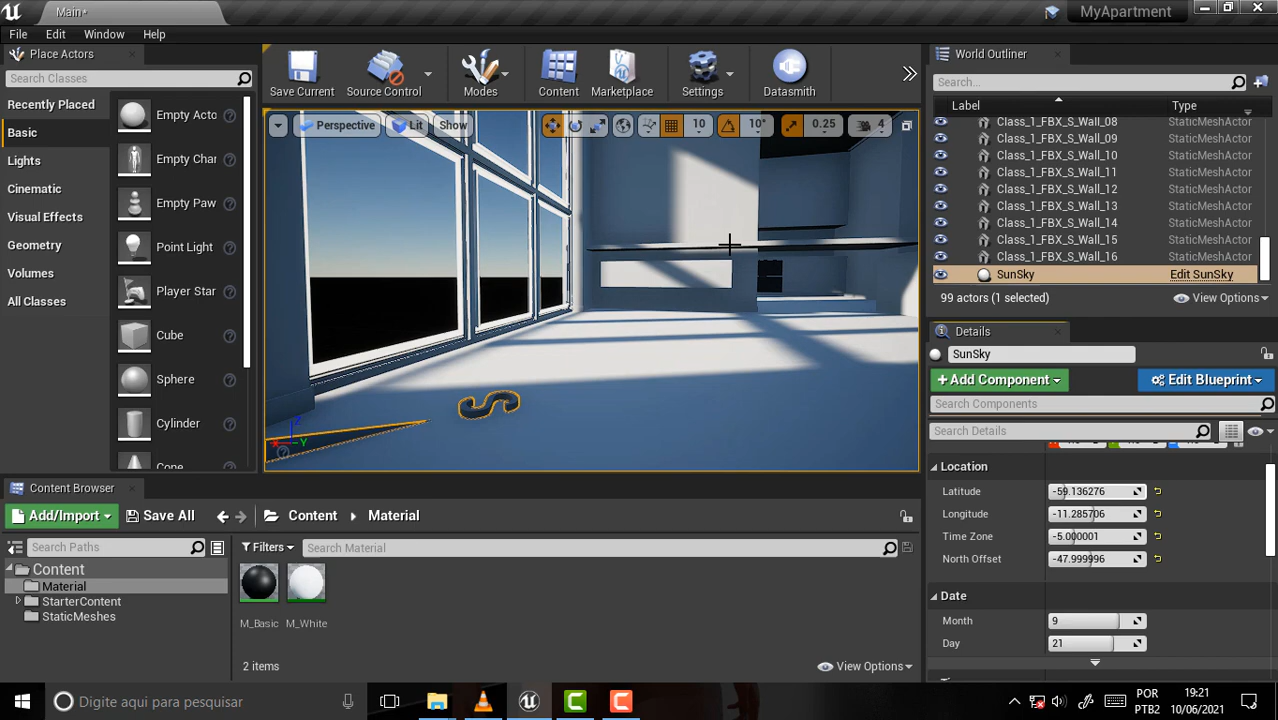 Main*
MyApartment
File Edit Window Help
Place Actors
Search Classes
Recently Placed
Basic
Lights
Cinematic
Visual Effects
Geometry
Volumes
All Classes
Empty Acto
Empty Char
Empty Paw
Point Light
Player Star
Cube
Sphere
Cylinder
Cone
Save Current
Source Control
Modes
Content
Marketplace
Settings
Datasmith
Perspective
Lit
Show
10
10°
0.25
4
X
Y
Z
World Outliner
Search...
Label Type
Class_1_FBX_S_Wall_08 StaticMeshActor
Class_1_FBX_S_Wall_09 StaticMeshActor
Class_1_FBX_S_Wall_10 StaticMeshActor
Class_1_FBX_S_Wall_11 StaticMeshActor
Class_1_FBX_S_Wall_12 StaticMeshActor
Class_1_FBX_S_Wall_13 StaticMeshActor
Class_1_FBX_S_Wall_14 StaticMeshActor
Class_1_FBX_S_Wall_15 StaticMeshActor
Class_1_FBX_S_Wall_16 StaticMeshActor
SunSky Edit SunSky
99 actors (1 selected)
View Options
Details
SunSky
+Add Component
Edit Blueprint
Search Components
Search Details
Location
Latitude -59.136276
Longitude -11.285706
Time Zone -5.000001
North Offset -47.999996
Date
Month 9
Day 21
Content Browser
Add/Import
Save All
Content
Material
Search Paths
Filters
Search Material
Content
Material
StarterContent
StaticMeshes
M_Basic
M_White
2 items
View Options
Digite aqui para pesquisar
POR
PTB2
19:21
10/06/2021